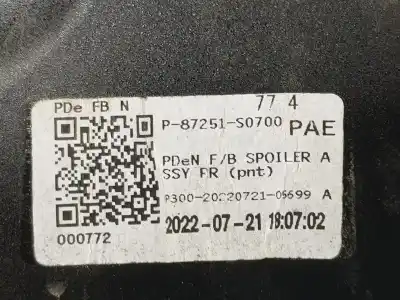 PDe FB N
77 4
P-87251-S0700 PAE
PDeN F/B SPOILER A
SSY RR (pnt)
P300-20220721-05699 A
2022-07-21 18:07:02
000772